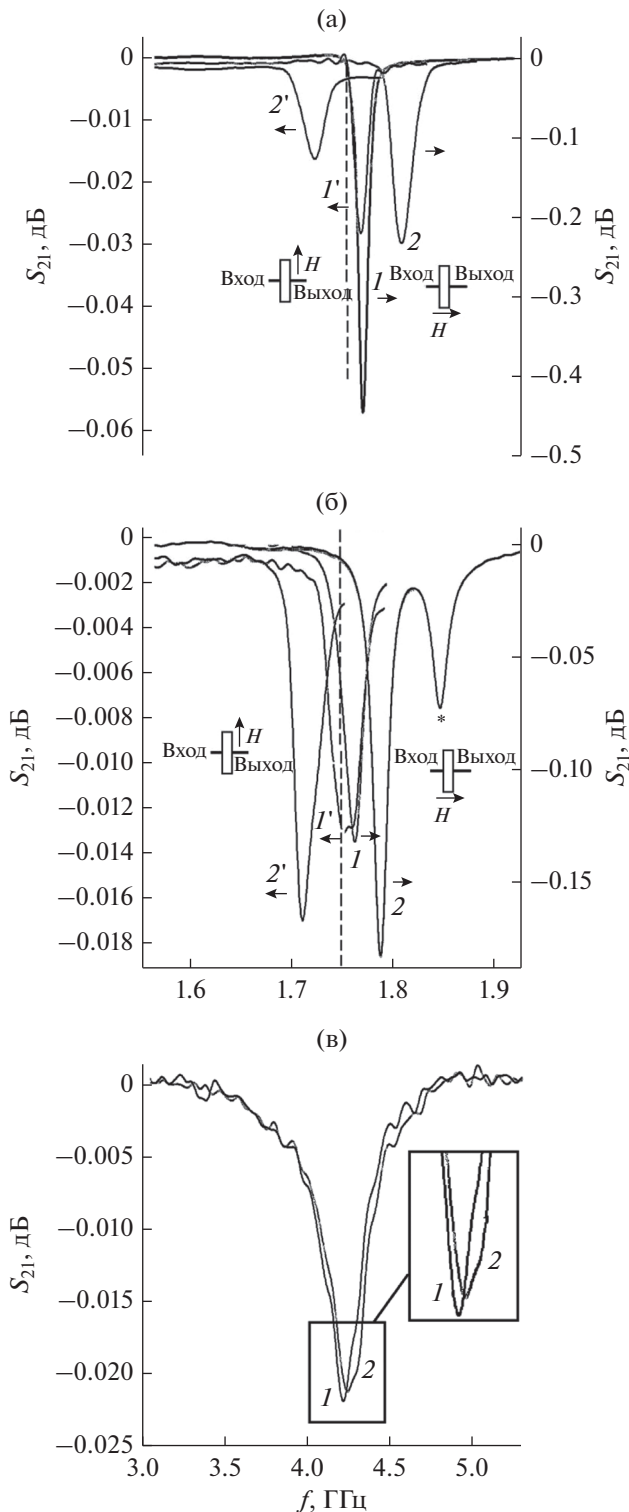 (а)
0
−0.01
−0.02
−0.03
−0.04
−0.05
−0.06
S21, дБ
0
−0.1
−0.2
−0.3
−0.4
−0.5
S21, дБ
2'
1'
1
2
Вход
H
Выход
Вход Выход
H
(б)
0
−0.002
−0.004
−0.006
−0.008
−0.010
−0.012
−0.014
−0.016
−0.018
S21, дБ
0
−0.05
−0.10
−0.15
S21, дБ
*
Вход
H
Выход
Вход Выход
H
1'
1
2'
2
1.6 1.7 1.8 1.9
(в)
0
−0.005
−0.010
−0.015
−0.020
−0.025
S21, дБ
1 2
1 2
3.0 3.5 4.0 4.5 5.0
f, ГГц